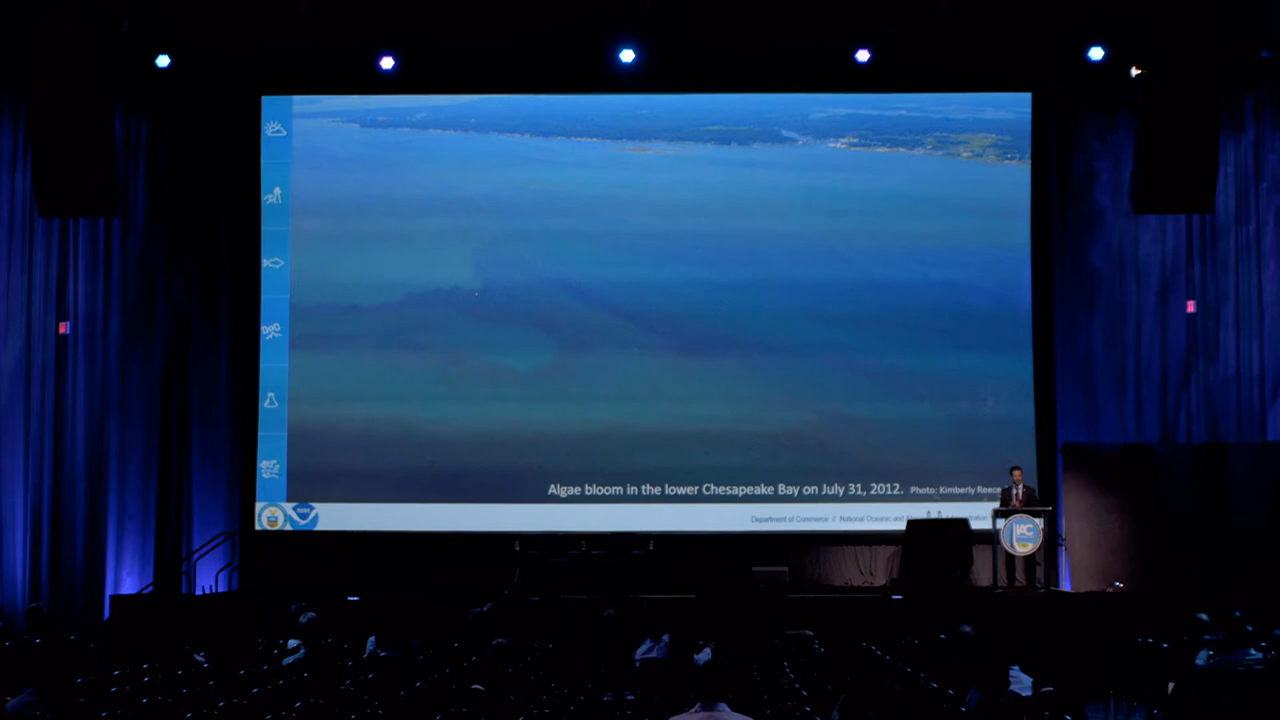 Algae bloom in the lower Chesapeake Bay on July 31, 2012. Photo: Kimberly Reece
Department of Commerce // National Oceanic and
IAC